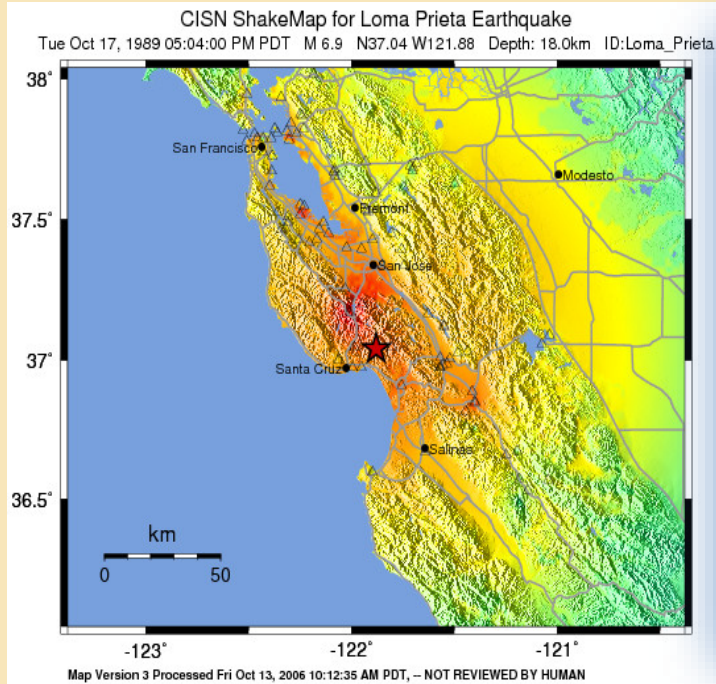 CISN ShakeMap for Loma Prieta Earthquake
Tue Oct 17, 1989 05:04:00 PM PDT M 6.9 N37.04 W121.88 Depth: 18.0km ID:Loma_Prieta
38°
San Francisco
Modesto
37.5°
Fremont
San Jose
37°
Santa Cruz
Salinas
36.5°
km
0 50
-123° -122° -121°
Map Version 3 Processed Fri Oct 13, 2006 10:12:35 AM PDT, -- NOT REVIEWED BY HUMAN